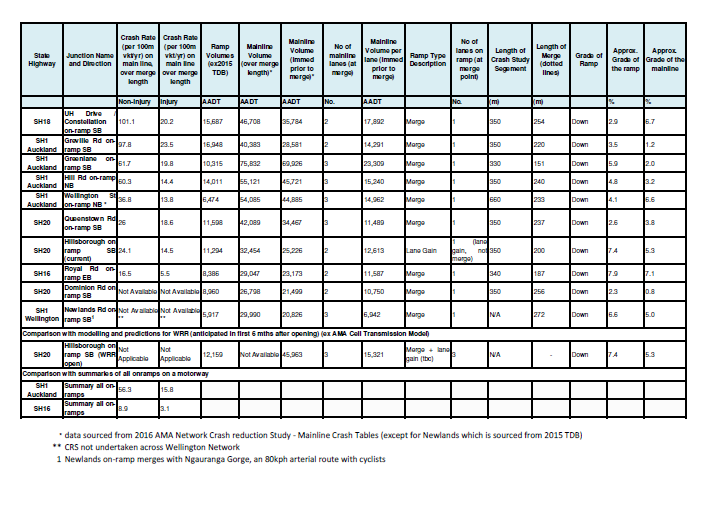 State Highway | Junction Name and Direction | Crash Rate (per 100m vkt/yr) on main line, over merge length | Crash Rate (per 100m vkt/yr) on main line over merge length | Ramp Volumes (ex2015 TDB) | Mainline Volume (over merge length)* | Mainline Volume (immed prior to merge)* | No of mainline lanes (at merge) | Mainline Volume per lane (immed prior to merge) | Ramp Type Description | No of lanes on ramp (at merge point) | Length of Crash Study Segement | Length of Merge (dotted lines) | Grade of Ramp | Approx. Grade of the ramp | Approx. Grade of the mainline
Non-Injury | Injury | AADT | AADT | AADT | No. | AADT | No. | (m) | (m) | % | %
SH18 | UH Drive / Constellation on-ramp SB | 101.1 | 20.2 | 15,687 | 46,708 | 35,784 | 2 | 17,892 | Merge | 1 | 350 | 254 | Down | 2.9 | 6.7
SH1 Auckland | Greville Rd on-ramp SB | 97.8 | 23.5 | 16,948 | 40,383 | 28,581 | 2 | 14,291 | Merge | 1 | 350 | 220 | Down | 3.5 | 1.2
SH1 Auckland | Greenlane on-ramp SB | 61.7 | 19.8 | 10,315 | 75,832 | 69,926 | 3 | 23,309 | Merge | 1 | 330 | 151 | Down | 5.9 | 2.0
SH1 Auckland | Hill Rd on-ramp NB | 60.3 | 14.4 | 14,011 | 55,121 | 45,721 | 3 | 15,240 | Merge | 1 | 350 | 240 | Down | 4.8 | 3.2
SH1 Auckland | Wellington St on-ramp NB * | 36.8 | 13.8 | 6,474 | 54,085 | 44,885 | 3 | 14,962 | Merge | 1 | 660 | 233 | Down | 4.1 | 6.6
SH20 | Queenstown Rd on-ramp SB | 26 | 18.6 | 11,598 | 42,089 | 34,467 | 3 | 11,489 | Merge | 1 | 350 | 237 | Down | 2.6 | 3.8
SH20 | Hillsborough on ramp SB (current) | 24.1 | 14.5 | 11,294 | 32,454 | 25,226 | 2 | 12,613 | Lane Gain | 1 (lane gain, not merge) | 350 | 200 | Down | 7.4 | 5.3
SH16 | Royal Rd on-ramp EB | 16.5 | 5.5 | 8,386 | 29,047 | 23,173 | 2 | 11,587 | Merge | 1 | 340 | 187 | Down | 7.9 | 7.1
SH20 | Dominion Rd on ramp SB | Not Available | Not Available | 8,960 | 26,798 | 21,499 | 2 | 10,750 | Merge | 1 | 350 | 256 | Down | 2.3 | 0.8
SH1 Wellington | Newlands Rd on-ramp SB1 | Not Available ** | Not Available ** | 5,917 | 29,990 | 20,826 | 3 | 6,942 | Merge | 1 | N/A | 272 | Down | 6.6 | 5.0
Comparison with modelling and predictions for WRR (anticipated in first 6 mths after opening) (ex AMA Cell Transmission Model)
SH20 | Hillsborough on ramp SB (WRR open) | Not Applicable | Not Applicable | 12,159 | Not Available | 45,963 | 3 | 15,321 | Merge + lane gain (tbc) | 3 | N/A | - | Down | 7.4 | 5.3
Comparison with summaries of all onramps on a motorway
SH1 Auckland | Summary all on-ramps | 56.3 | 15.8
SH16 | Summary all on-ramps | 8.9 | 3.1
* data sourced from 2016 AMA Network Crash reduction Study - Mainline Crash Tables (except for Newlands which is sourced from 2015 TDB)
** CRS not undertaken across Wellington Network
1 Newlands on-ramp merges with Ngauranga Gorge, an 80kph arterial route with cyclists